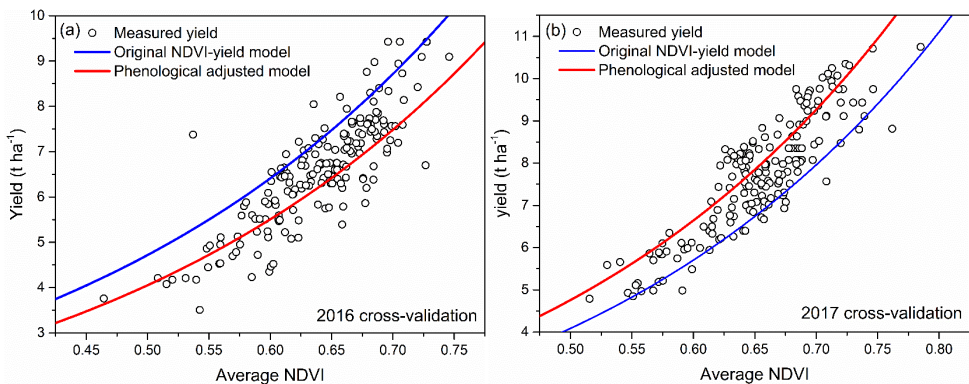 (a)
Measured yield
Original NDVI-yield model
Phenological adjusted model
Yield (t ha⁻¹)
10
9
8
7
6
5
4
3
2016 cross-validation
0.45 0.50 0.55 0.60 0.65 0.70 0.75
Average NDVI
(b)
Measured yield
Original NDVI-yield model
Phenological adjusted model
yield (t ha⁻¹)
11
10
9
8
7
6
5
4
2017 cross-validation
0.50 0.55 0.60 0.65 0.70 0.75 0.80
Average NDVI